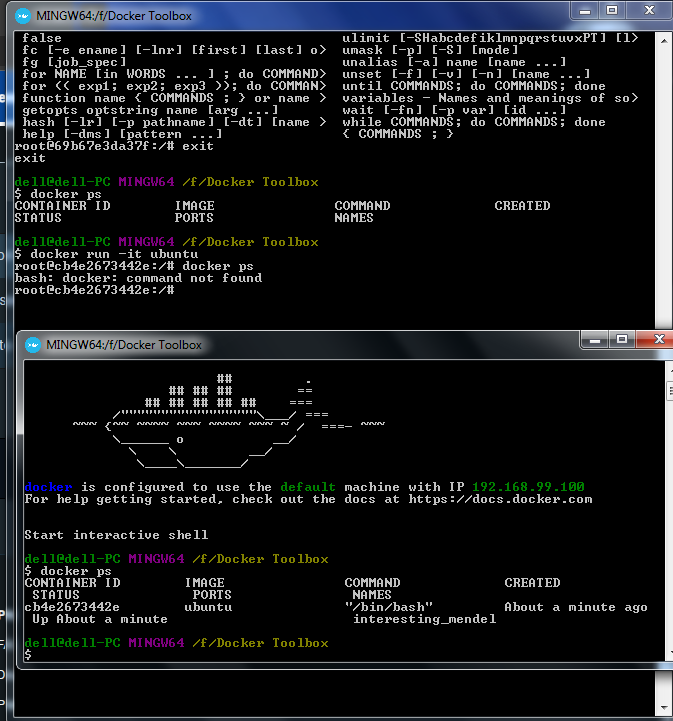 MINGW64:/f/Docker Toolbox
false ulimit [-SHabcdefiklmnpqrstuvxPT] [l>
fc [-e ename] [-lnr] [first] [last] o> umask [-p] [-S] [mode]
fg [job_spec] unalias [-a] name [name ...]
for NAME [in WORDS ... ] ; do COMMAND> unset [-f] [-v] [-n] [name ...]
for (( exp1; exp2; exp3 )); do COMMAN> until COMMANDS; do COMMANDS; done
function name { COMMANDS ; } or name > variables - Names and meanings of so>
getopts optstring name [arg ...] wait [-fn] [-p var] [id ...]
hash [-lr] [-p pathname] [-dt] [name > while COMMANDS; do COMMANDS; done
help [-dms] [pattern ...] { COMMANDS ; }
root@69b67e3da37f:/# exit
exit
dell@dell-PC MINGW64 /f/Docker Toolbox
$ docker ps
CONTAINER ID IMAGE COMMAND CREATED
STATUS PORTS NAMES
dell@dell-PC MINGW64 /f/Docker Toolbox
$ docker run -it ubuntu
root@cb4e2673442e:/# docker ps
bash: docker: command not found
root@cb4e2673442e:/#
MINGW64:/f/Docker Toolbox
## .
## ## ## ==
## ## ## ## ## ===
/"""""""""""""""""\___/ ===
~~~ {~~ ~~~~ ~~~ ~~~~ ~~~ ~ / ===- ~~~
\______ o __/
\ \ __/
\____\_______/
docker is configured to use the default machine with IP 192.168.99.100
For help getting started, check out the docs at https://docs.docker.com
Start interactive shell
dell@dell-PC MINGW64 /f/Docker Toolbox
$ docker ps
CONTAINER ID IMAGE COMMAND CREATED
STATUS PORTS NAMES
cb4e2673442e ubuntu "/bin/bash" About a minute ago
Up About a minute interesting_mendel
dell@dell-PC MINGW64 /f/Docker Toolbox
$